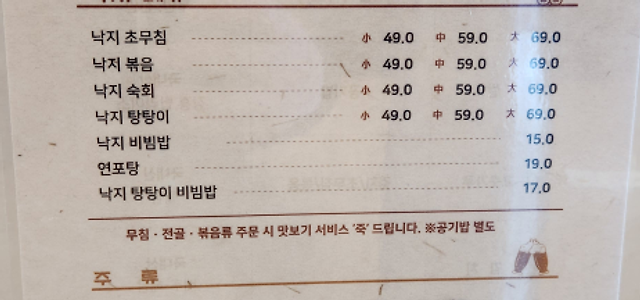 낙지 초무침 小 49.0 中 59.0 大 69.0
낙저 볶음 小 49.0 中 59.0 大 69.0
낙지 숙회 小 49.0 中 59.0 大 69.0
낙지 탕탕이 小 49.0 中 59.0 大 69.0
낙지 비빔밥 15.0
연포탕 19.0
낙지 탕탕이 비빔밥 17.0
무침 · 전골 · 볶음류 주문 시 맛보기 서비스 '죽' 드립니다. ※공기밥 별도
주 류